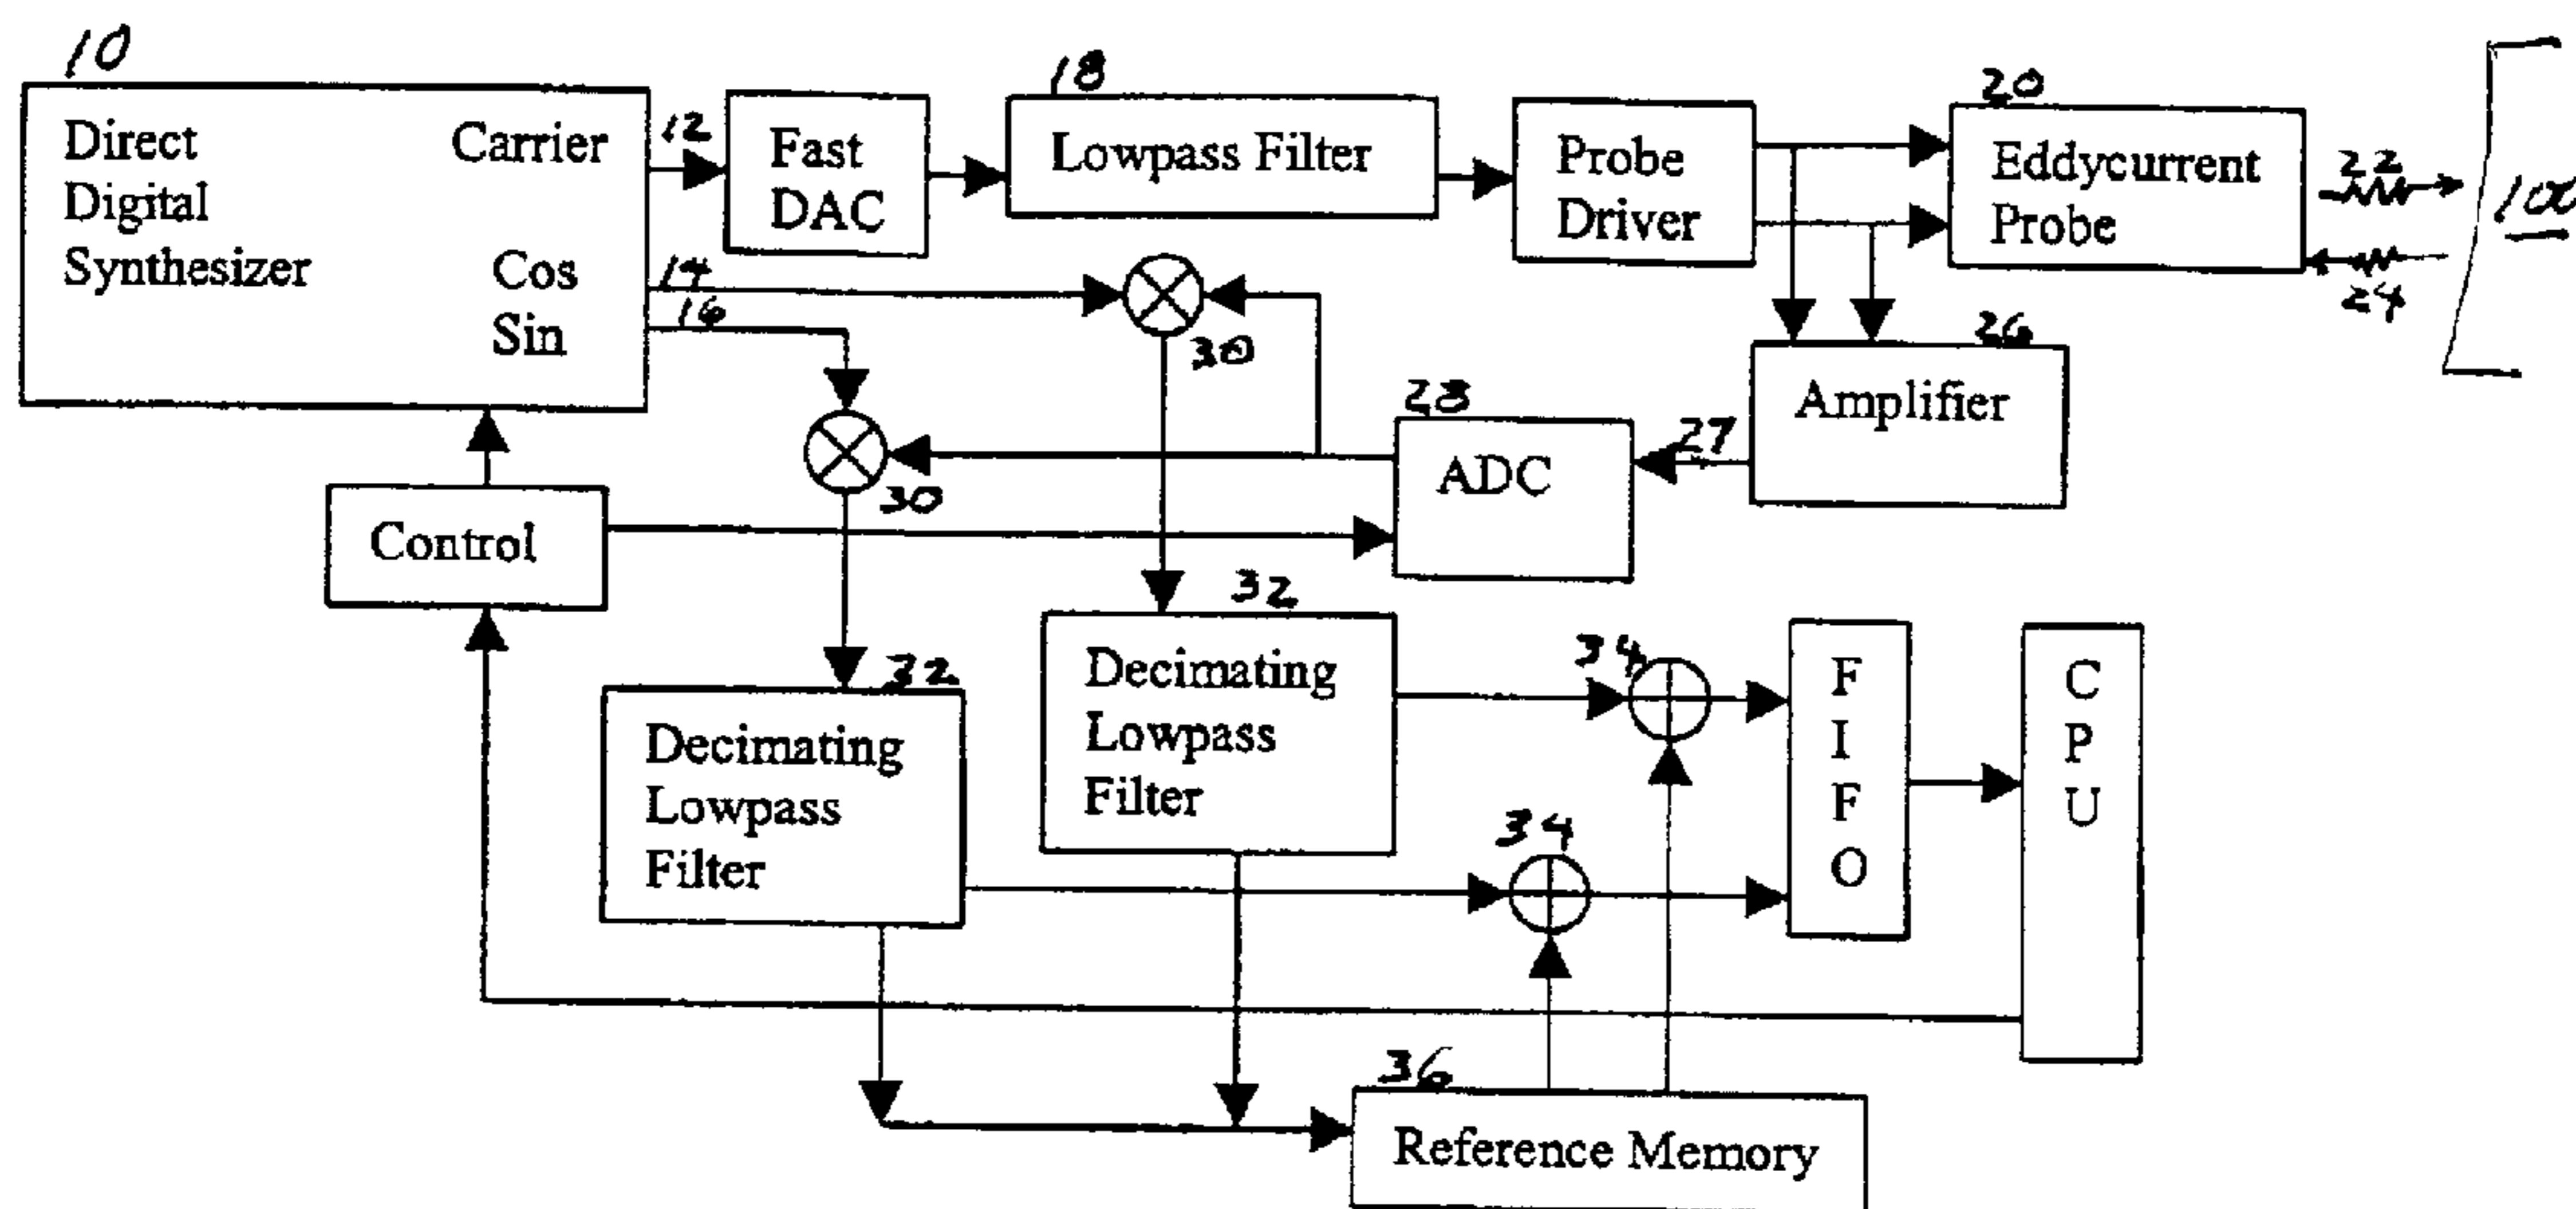 10
Direct
Digital
Synthesizer
Carrier
Cos
Sin
12
14
16
Fast
DAC
18
Lowpass Filter
Probe
Driver
20
Eddycurrent
Probe
22
24
100
26
Amplifier
27
28
ADC
30
30
Control
32
Decimating
Lowpass
Filter
32
Decimating
Lowpass
Filter
34
34
F
I
F
O
C
P
U
36
Reference Memory